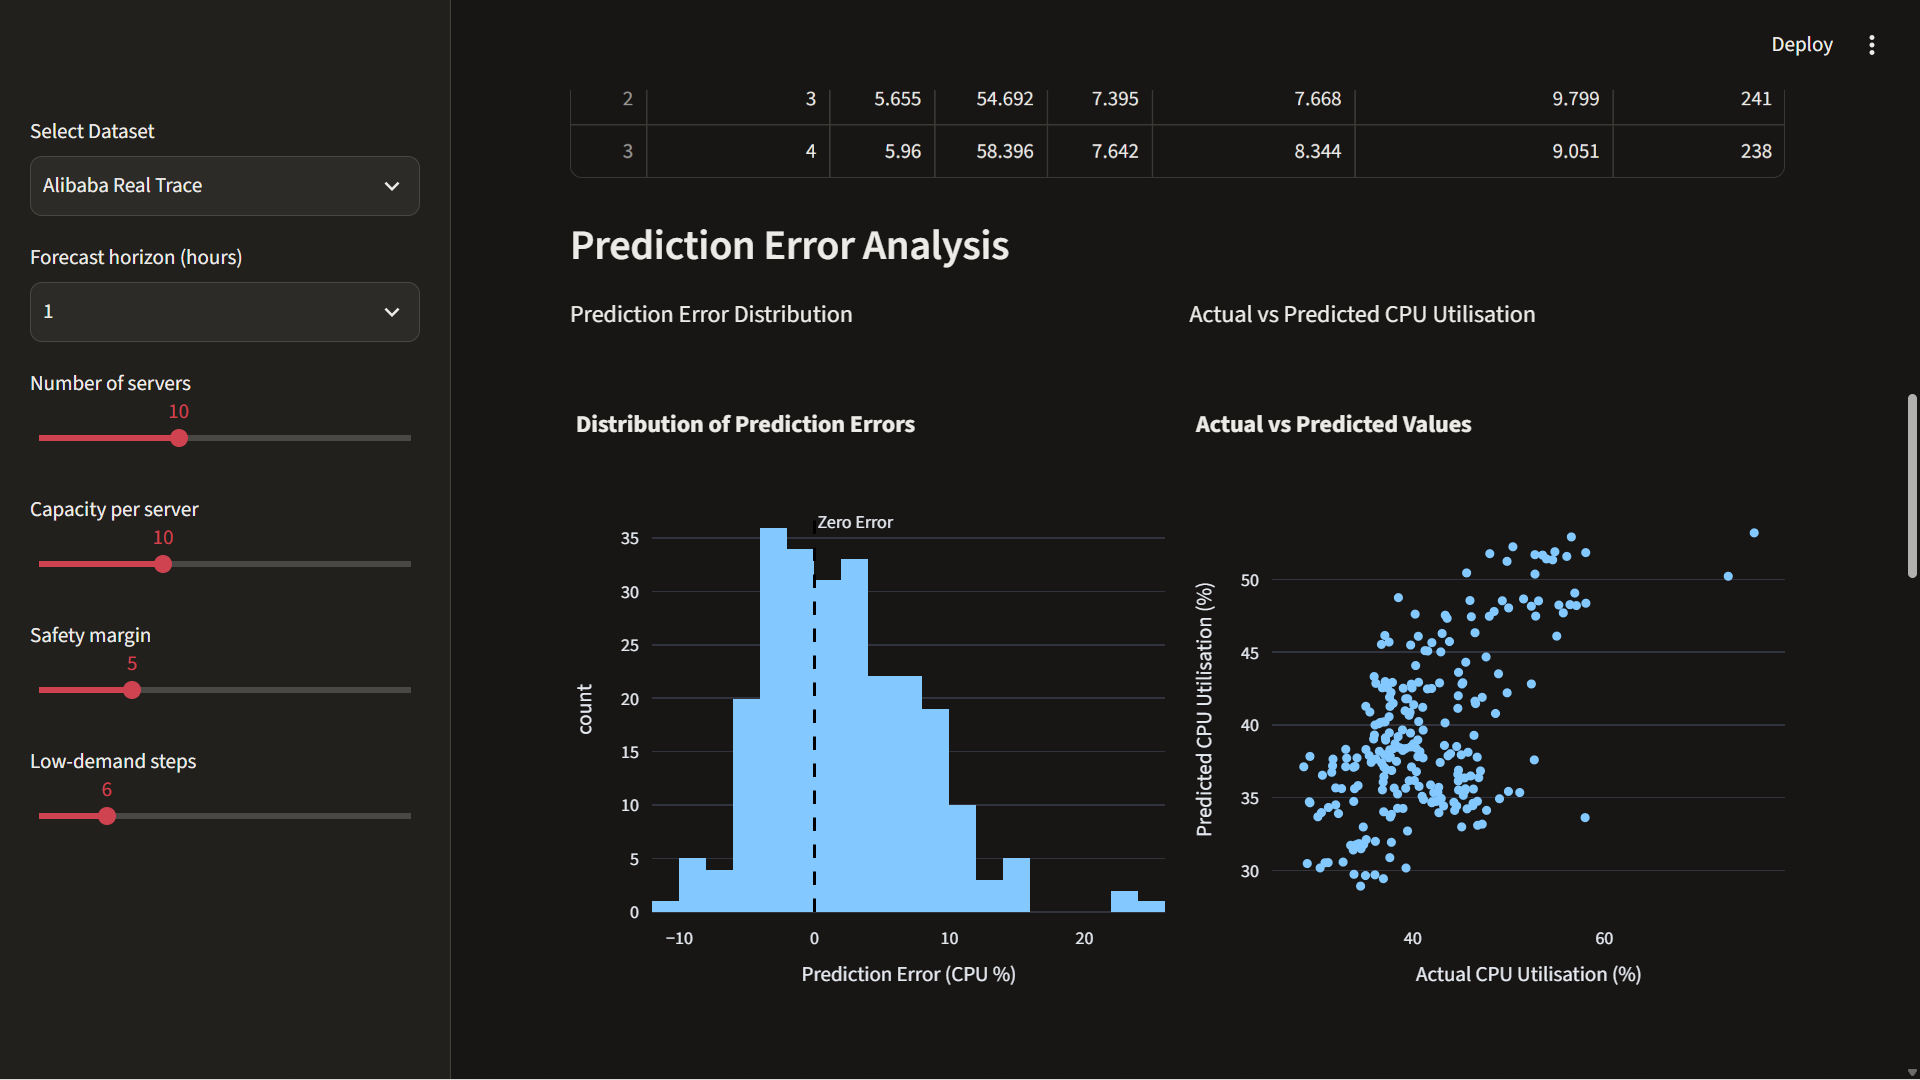 Deploy
Select Dataset
Alibaba Real Trace
Forecast horizon (hours)
1
Number of servers
10
Capacity per server
10
Safety margin
5
Low-demand steps
6
2 3 5.655 54.692 7.395 7.668 9.799 241
3 4 5.96 58.396 7.642 8.344 9.051 238
Prediction Error Analysis
Prediction Error Distribution
Distribution of Prediction Errors
Zero Error
35
30
25
20
15
10
5
0
count
−10 0 10 20
Prediction Error (CPU %)
Actual vs Predicted CPU Utilisation
Actual vs Predicted Values
50
45
40
35
30
Predicted CPU Utilisation (%)
40 60
Actual CPU Utilisation (%)